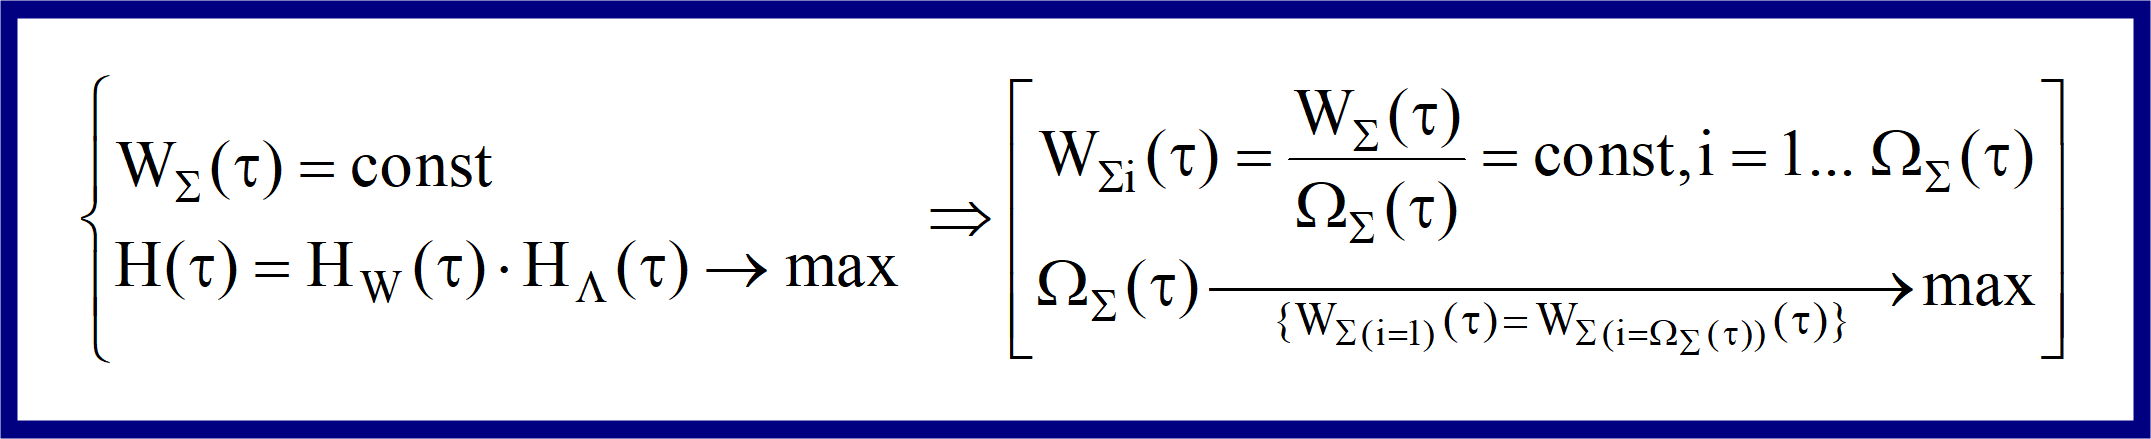 W_Σ(τ) = const
H(τ) = H_W(τ) · H_Λ(τ) → max
⇒
W_Σi(τ) = W_Σ(τ) / Ω_Σ(τ) = const, i = 1... Ω_Σ(τ)
Ω_Σ(τ) → max
{W_Σ(i=1)(τ) = W_Σ(i=Ω_Σ(τ))(τ)}